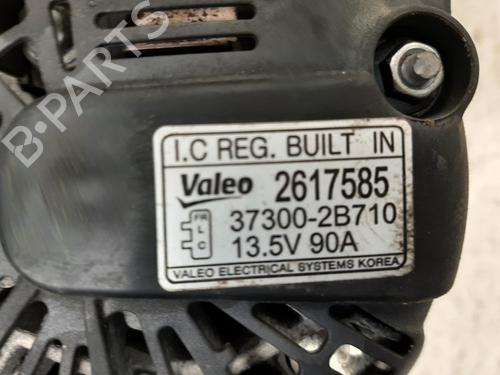 I.C REG. BUILT IN
Valeo 2617585
FR
L
C
37300-2B710
13.5V 90A
VALEO ELECTRICAL SYSTEMS KOREA
B-PARTS